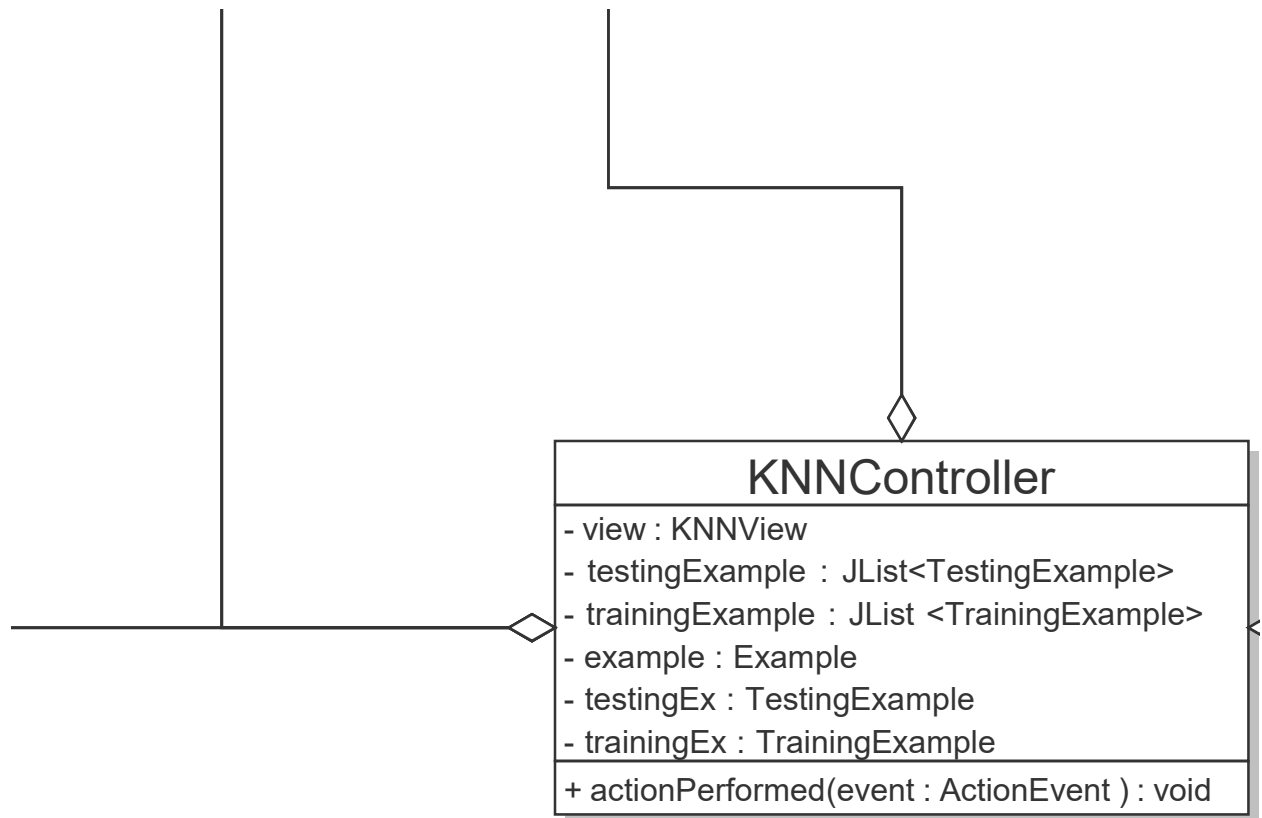 KNNController
- view : KNNView
- testingExample : JList<TestingExample>
- trainingExample : JList <TrainingExample>
- example : Example
- testingEx : TestingExample
- trainingEx : TrainingExample
+ actionPerformed(event : ActionEvent ) : void